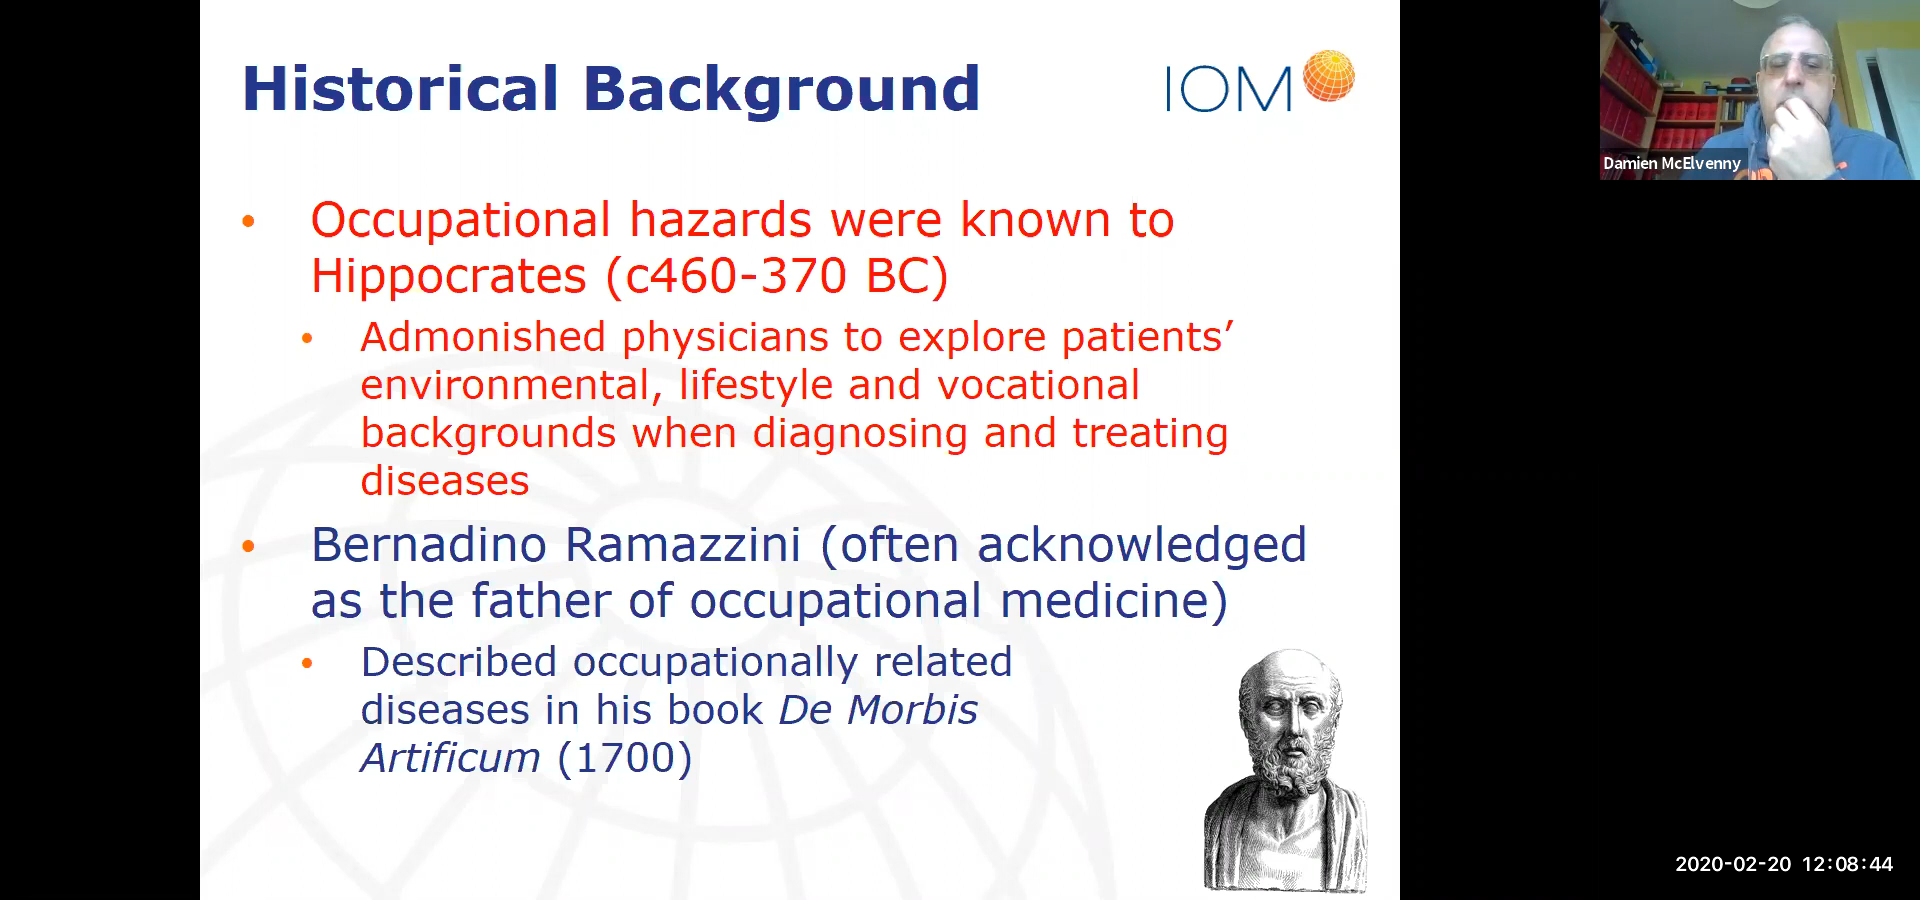 Historical Background
IOM
• Occupational hazards were known to
Hippocrates (c460-370 BC)
• Admonished physicians to explore patients’
environmental, lifestyle and vocational
backgrounds when diagnosing and treating
diseases
• Bernadino Ramazzini (often acknowledged
as the father of occupational medicine)
• Described occupationally related
diseases in his book De Morbis
Artificum (1700)
Damien McElvenny
2020-02-20 12:08:44